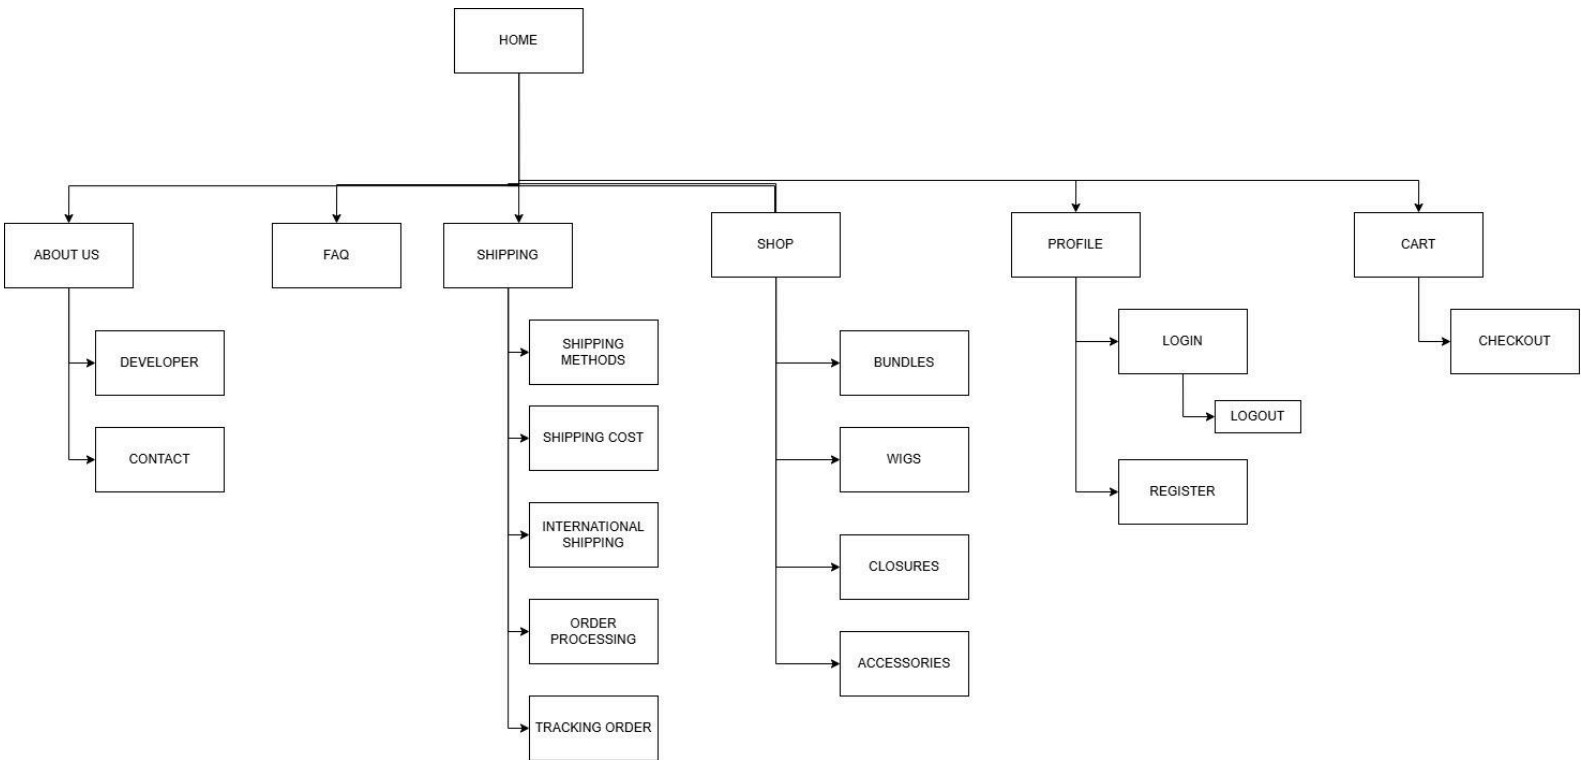 HOME
ABOUT US
FAQ
SHIPPING
SHOP
PROFILE
CART
DEVELOPER
CONTACT
SHIPPING
METHODS
SHIPPING COST
INTERNATIONAL
SHIPPING
ORDER
PROCESSING
TRACKING ORDER
BUNDLES
WIGS
CLOSURES
ACCESSORIES
LOGIN
LOGOUT
REGISTER
CHECKOUT